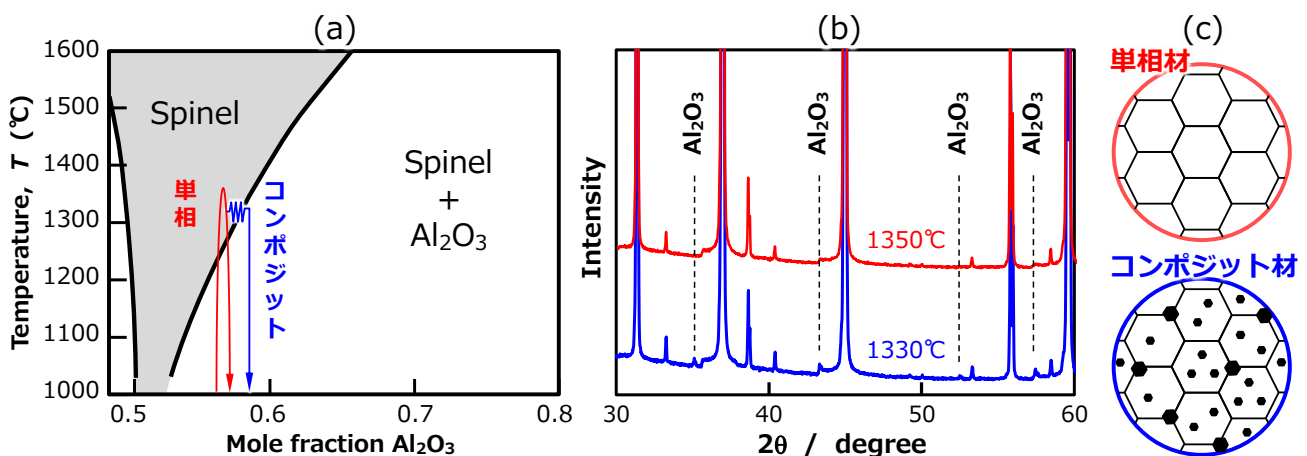 (a)
Temperature, T (℃)
1600
1500
1400
1300
1200
1100
1000
Spinel
単相
コンポジット
Spinel
+
Al₂O₃
0.5
0.6
0.7
0.8
Mole fraction Al₂O₃
(b)
Intensity
Al₂O₃
Al₂O₃
Al₂O₃
Al₂O₃
1350℃
1330℃
30
40
50
60
2θ / degree
(c)
単相材
コンポジット材